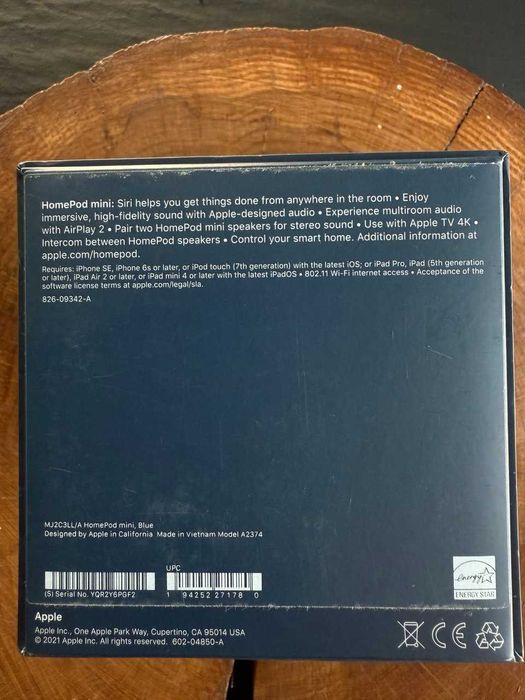 HomePod mini: Siri helps you get things done from anywhere in the room • Enjoy
immersive, high-fidelity sound with Apple-designed audio • Experience multiroom audio
with AirPlay 2 • Pair two HomePod mini speakers for stereo sound • Use with Apple TV 4K •
Intercom between HomePod speakers • Control your smart home. Additional information at
apple.com/homepod.
Requires: iPhone SE, iPhone 6s or later, or iPod touch (7th generation) with the latest iOS; or iPad Pro, iPad (5th generation
or later), iPad Air 2 or later, or iPad mini 4 or later with the latest iPadOS • 802.11 Wi-Fi internet access • Acceptance of the
software license terms at apple.com/legal/sla.
826-09342-A
MJ2C3LL/A HomePod mini, Blue
Designed by Apple in California Made in Vietnam Model A2374
UPC
(S) Serial No. YQR2Y6PGF2
1 94252 27178 0
energy
ENERGY STAR
Apple
Apple Inc., One Apple Park Way, Cupertino, CA 95014 USA
© 2021 Apple Inc. All rights reserved. 602-04850-A
CE